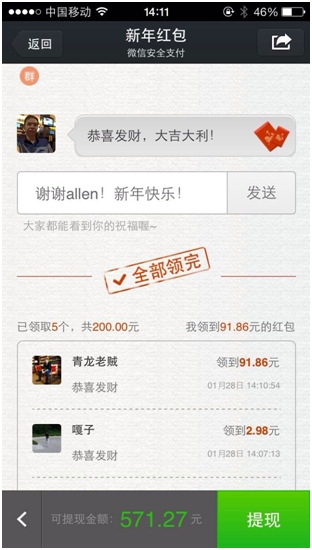 中国移动 14:11 46%
返回 新年红包
微信安全支付
群
恭喜发财，大吉大利！
谢谢allen！新年快乐！ 发送
大家都能看到你的祝福喔~
全部领完
已领取5个，共200.00元 我领到91.86元的红包
青龙老贼 领到91.86元
恭喜发财 01月28日 14:10:54
嘎子 领到2.98元
恭喜发财 01月28日 14:07:13
可提现金额：571.27元 提现